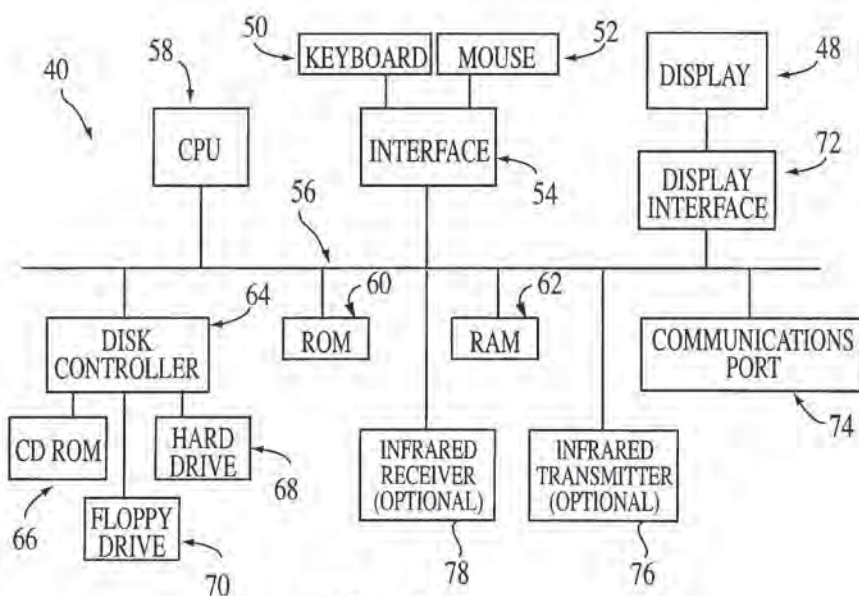 50
KEYBOARD
MOUSE
52
40
58
CPU
INTERFACE
54
DISPLAY
48
DISPLAY
INTERFACE
72
56
64
DISK
CONTROLLER
60
ROM
62
RAM
COMMUNICATIONS
PORT
74
CD ROM
66
HARD
DRIVE
68
FLOPPY
DRIVE
70
INFRARED
RECEIVER
(OPTIONAL)
78
INFRARED
TRANSMITTER
(OPTIONAL)
76